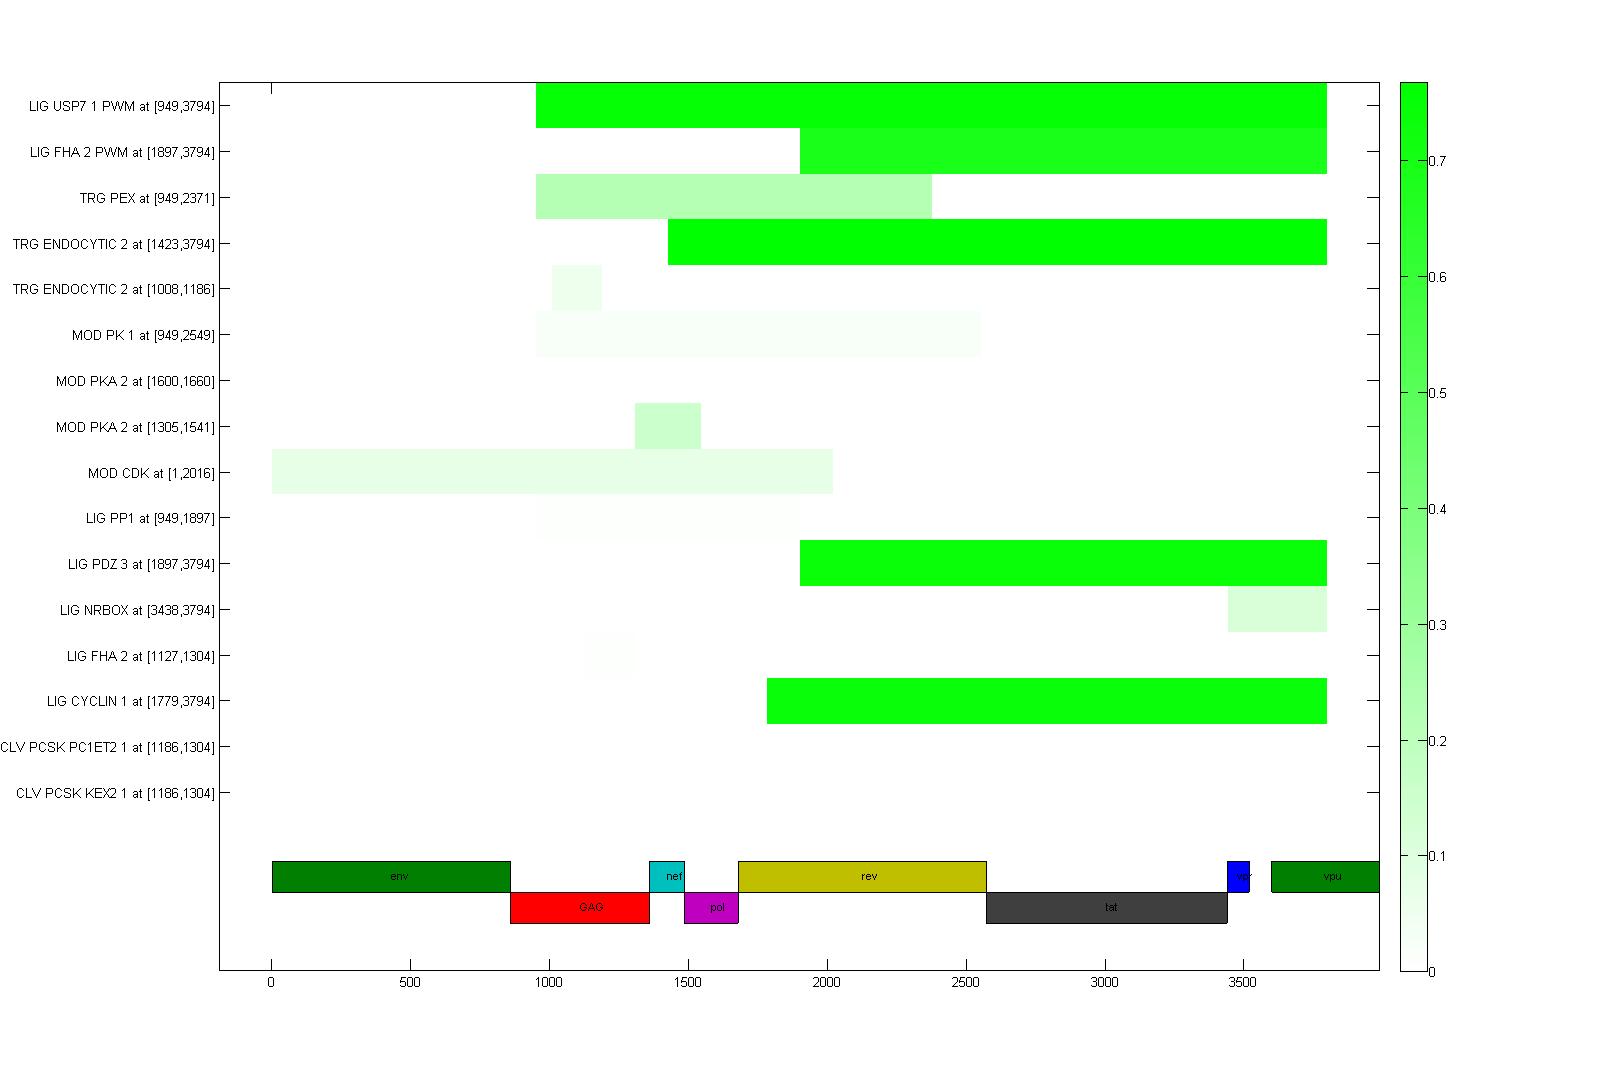 LIG USP7 1 PWM at [949,3794]
LIG FHA 2 PWM at [1897,3794]
TRG PEX at [949,2371]
TRG ENDOCYTIC 2 at [1423,3794]
TRG ENDOCYTIC 2 at [1008,1186]
MOD PK 1 at [949,2549]
MOD PKA 2 at [1600,1660]
MOD PKA 2 at [1305,1541]
MOD CDK at [1,2016]
LIG PP1 at [949,1897]
LIG PDZ 3 at [1897,3794]
LIG NRBOX at [3438,3794]
LIG FHA 2 at [1127,1304]
LIG CYCLIN 1 at [1779,3794]
CLV PCSK PC1ET2 1 at [1186,1304]
CLV PCSK KEX2 1 at [1186,1304]
0.7
0.6
0.5
0.4
0.3
0.2
0.1
0
env nef rev vpr vpu
GAG pol tat
0 500 1000 1500 2000 2500 3000 3500